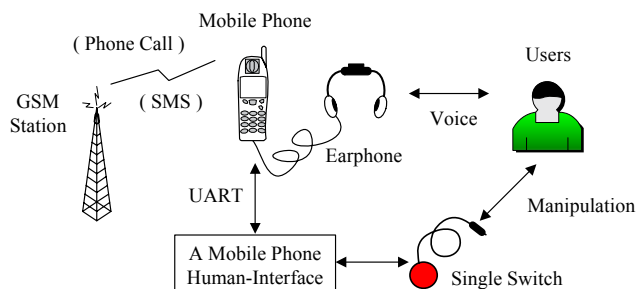 Mobile Phone
( Phone Call )
Users
GSM
Station
( SMS )
Voice
Earphone
UART
Manipulation
A Mobile Phone
Human-Interface
Single Switch